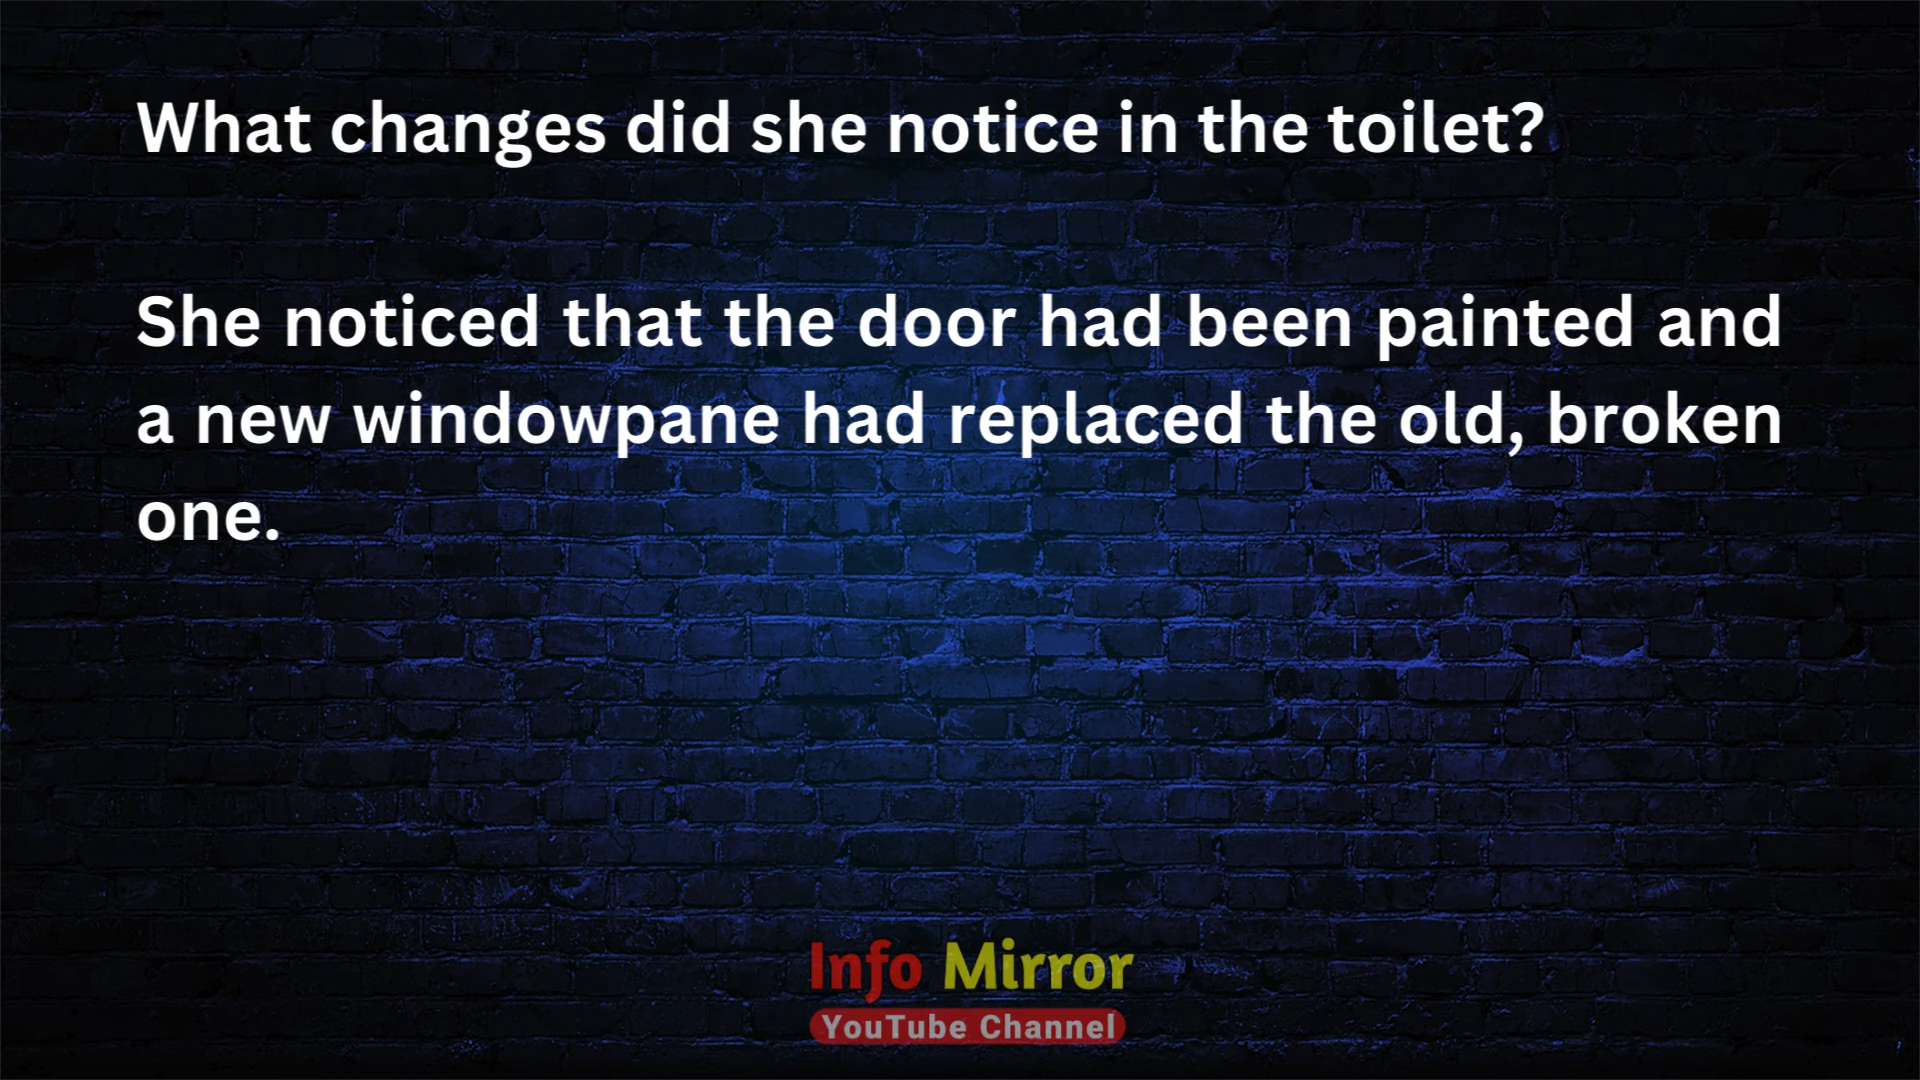 What changes did she notice in the toilet?
She noticed that the door had been painted and
a new windowpane had replaced the old, broken
one.
Info Mirror
YouTube Channel